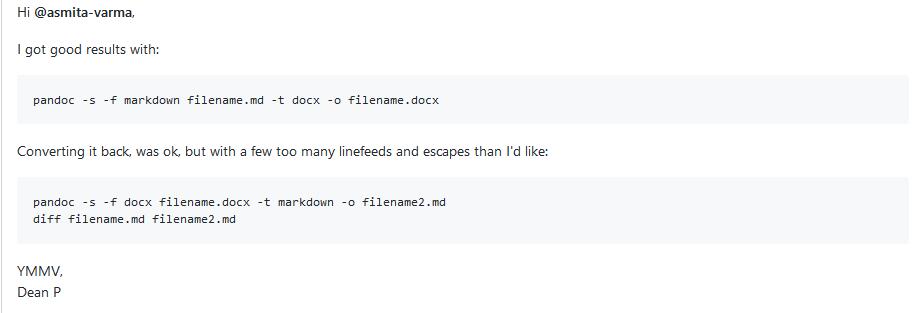 Hi @asmita-varma,
I got good results with:
pandoc -s -f markdown filename.md -t docx -o filename.docx
Converting it back, was ok, but with a few too many linefeeds and escapes than I'd like:
pandoc -s -f docx filename.docx -t markdown -o filename2.md
diff filename.md filename2.md
YMMV,
Dean P